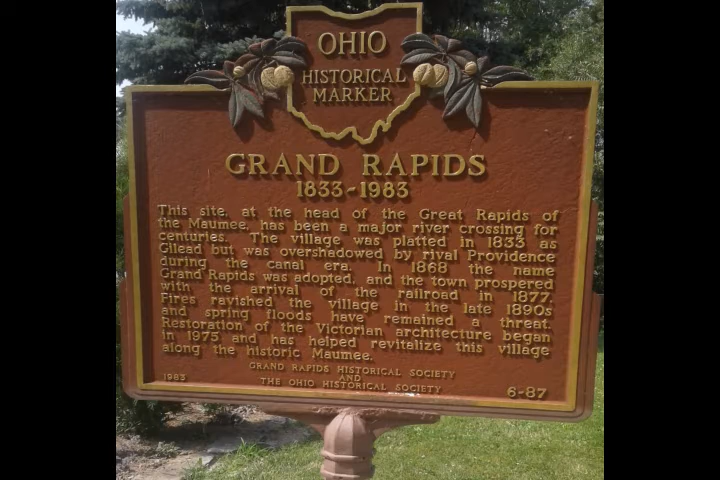 OHIO
HISTORICAL
MARKER
GRAND RAPIDS
1833-1983
This site, at the head of the Great Rapids of
the Maumee, has been a major river crossing for
centuries. The village was platted in 1833 as
Gilead but was overshadowed by rival Providence
during the canal era. In 1868 the name
Grand Rapids was adopted, and the town prospered
with the arrival of the railroad in 1877.
Fires ravished the village in the late 1890s
and spring floods have remained a threat.
Restoration of the Victorian architecture began
in 1975 and has helped revitalize this village
along the historic Maumee.
GRAND RAPIDS HISTORICAL SOCIETY
AND
1983 THE OHIO HISTORICAL SOCIETY 6-87